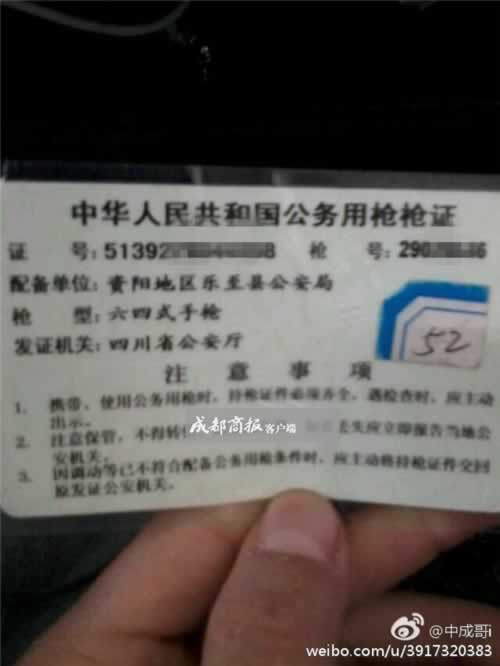 中华人民共和国公务用枪枪证
证 号:51392 8 枪 号:290 6
配备单位:资阳地区乐至县公安局
枪 型:六四式手枪
52
发证机关:四川省公安厅
注意事项
1. 携带、使用公务用枪时,持枪证件必须齐全,遇检查时,应主动
出示。
2. 注意保管,不得转 丢失应立即报告当地公
安机关。
3. 因调动等已不符合配备公务用枪条件时,应主动将持枪证件交回
原发证公安机关。
成都商报客户端
@中成哥i
weibo.com/u/3917320383